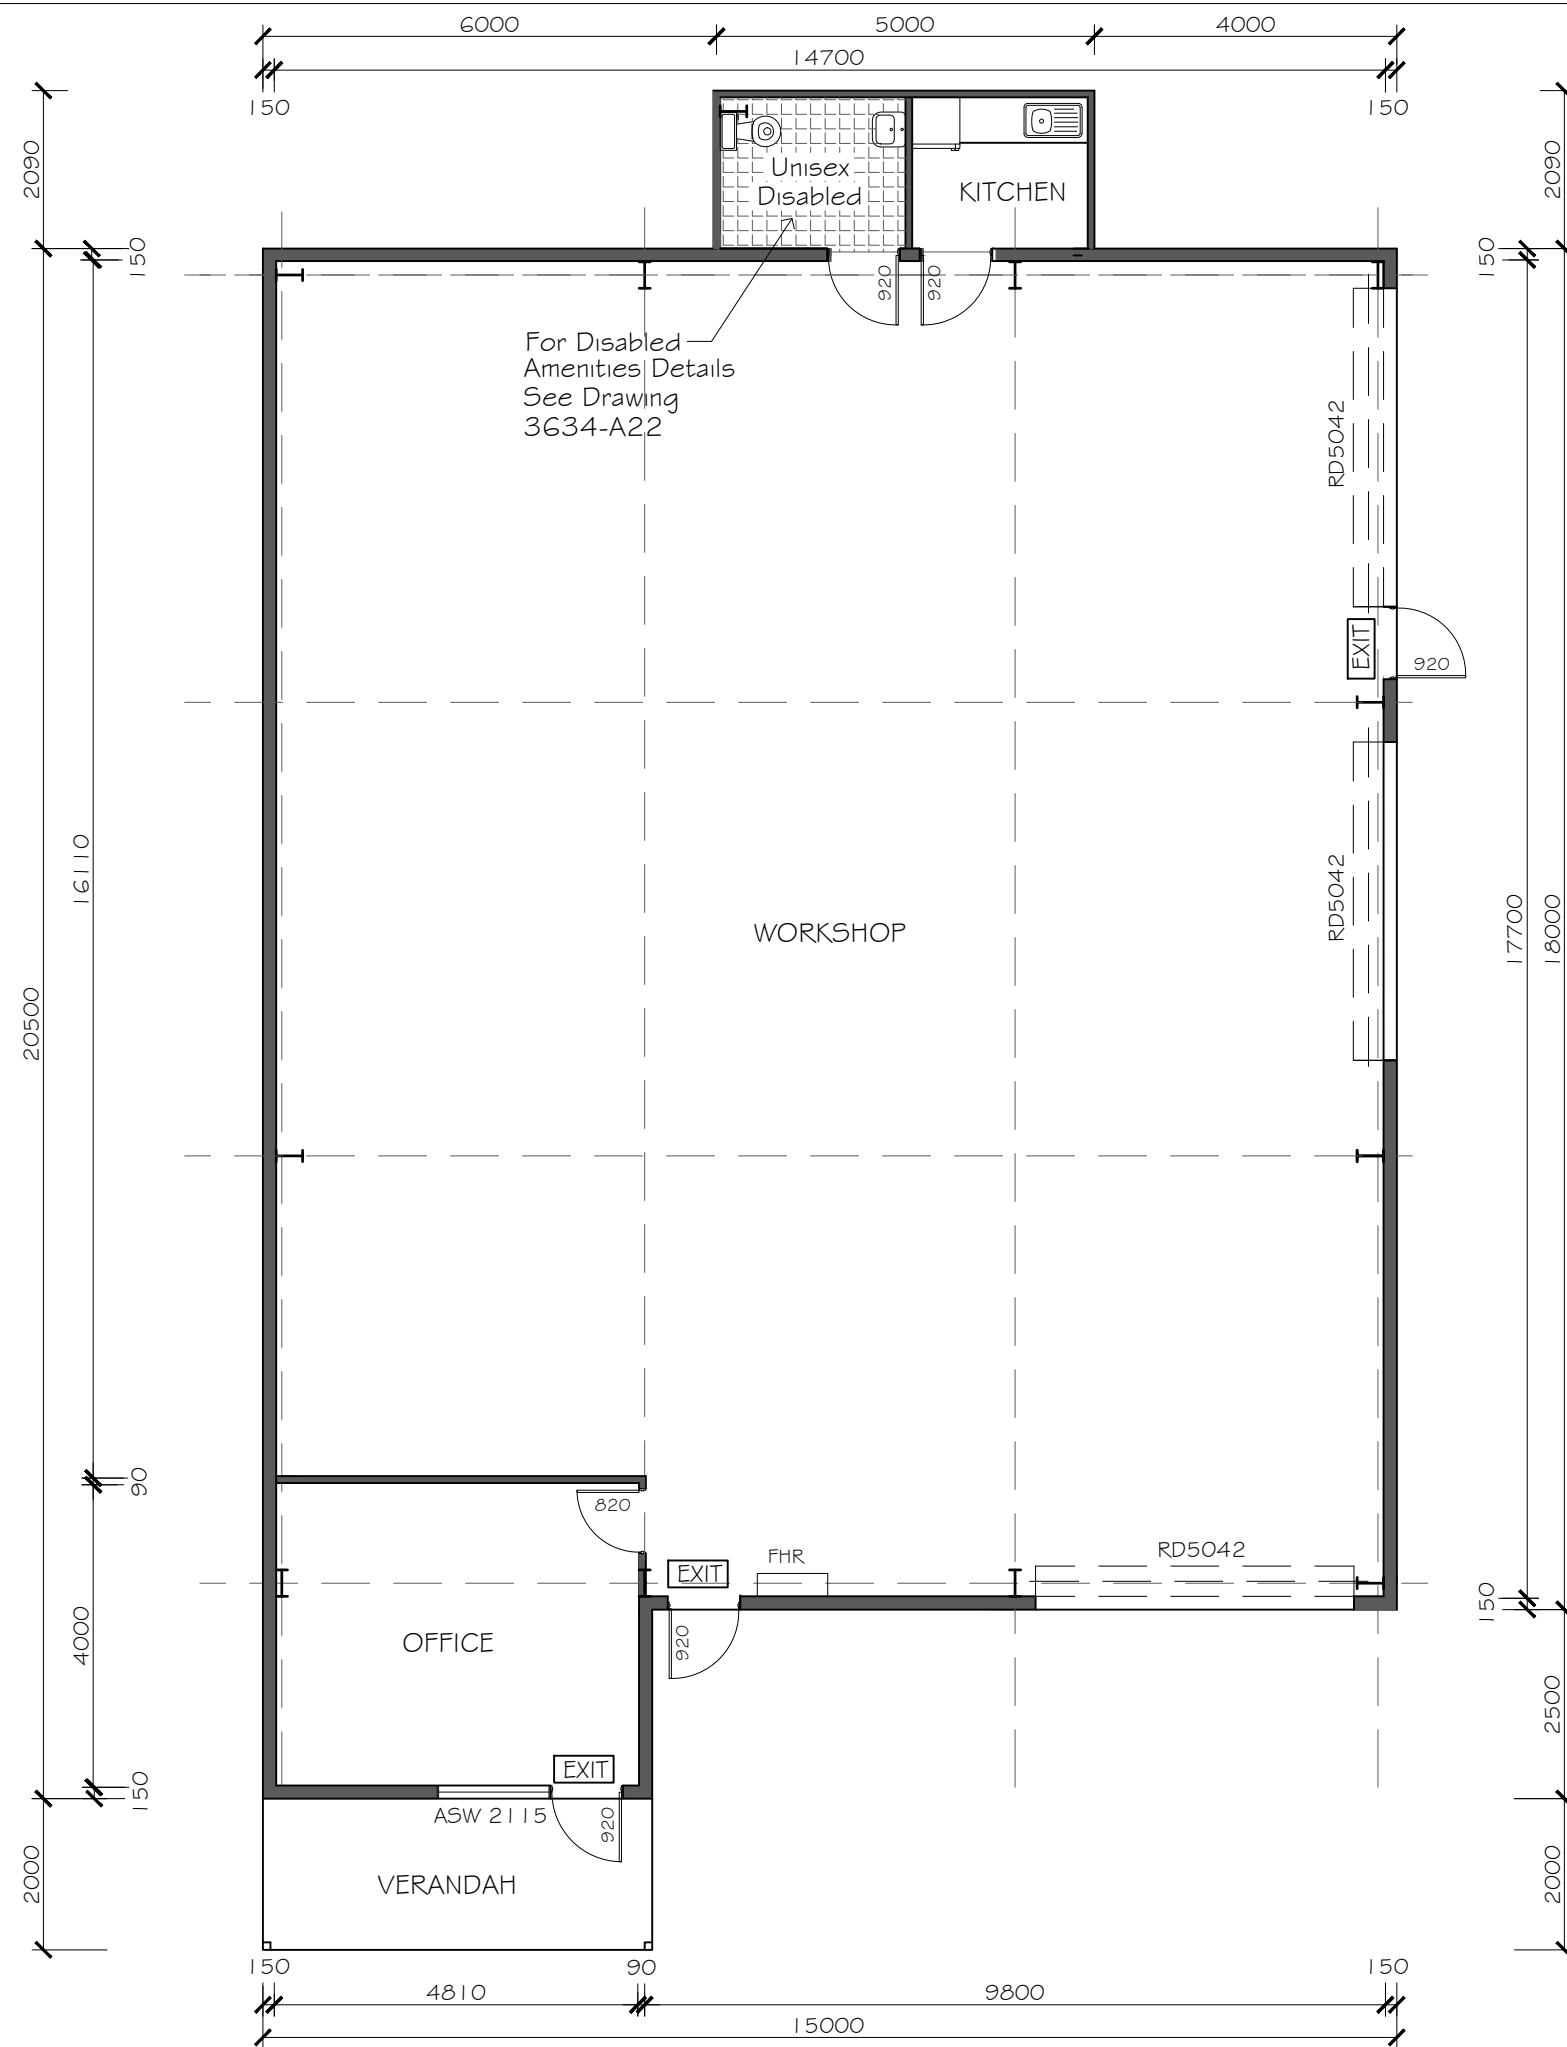 6000
5000
4000
14700
150
150
2090
2090
Unisex
Disabled
KITCHEN
150
150
920
920
For Disabled
Amenities Details
See Drawing
3634-A22
RD5042
EXIT
920
16110
RD5042
WORKSHOP
17700
18000
20500
90
820
RD5042
FHR
EXIT
150
4000
OFFICE
920
2500
EXIT
150
ASW 2115
920
2000
VERANDAH
2000
150
90
150
4810
9800
15000